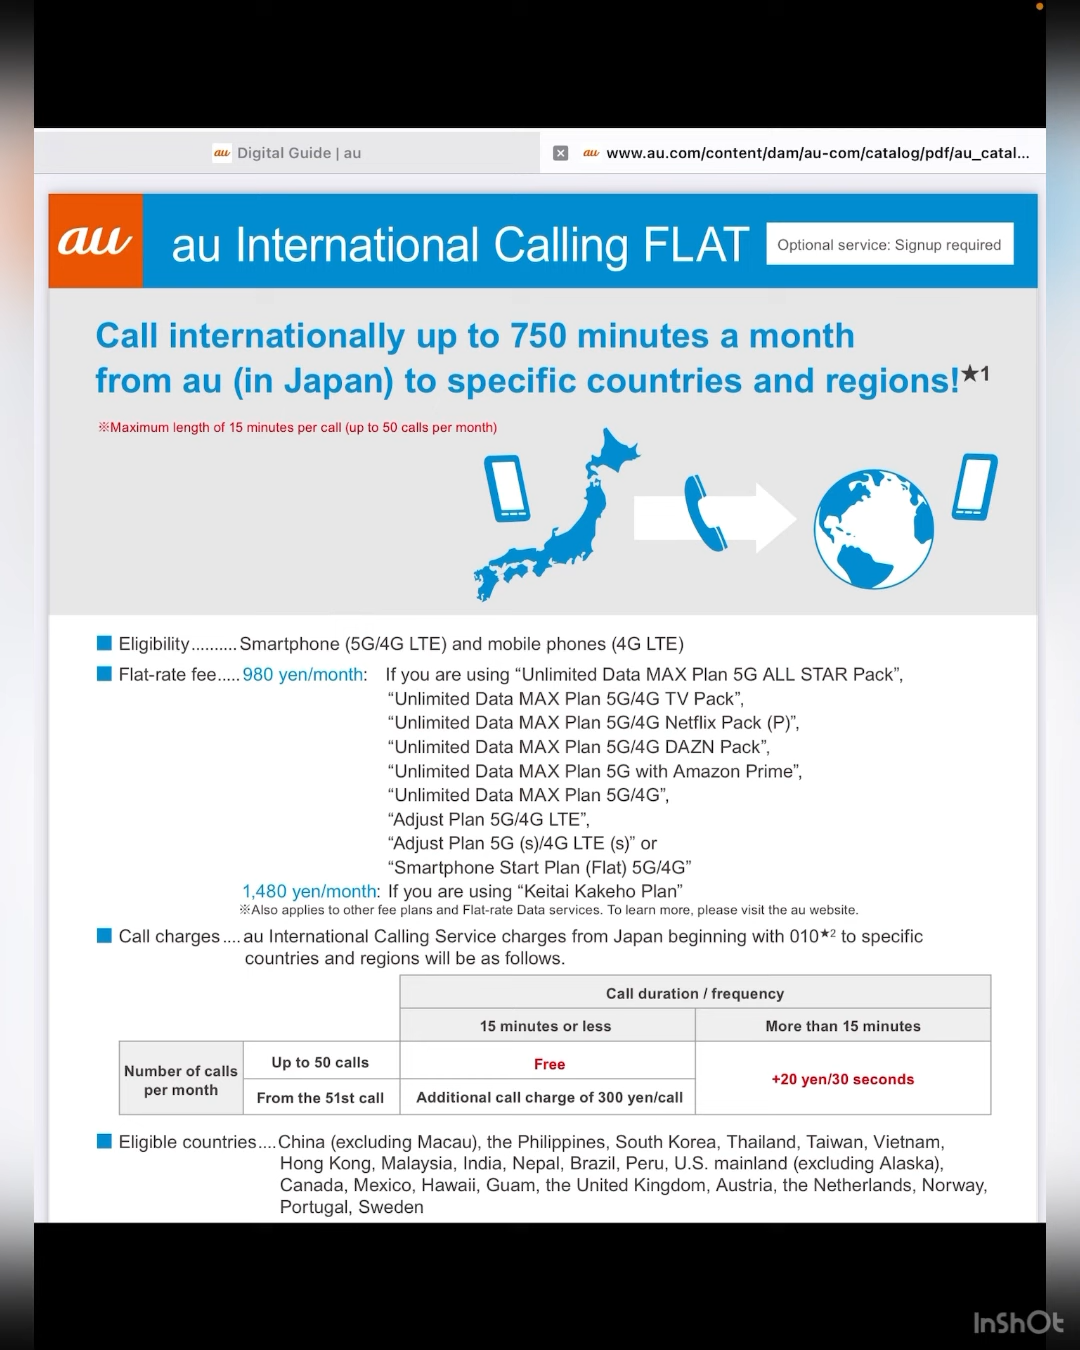 au Digital Guide | au
au www.au.com/content/dam/au-com/catalog/pdf/au_catal...
au
au International Calling FLAT
Optional service: Signup required
Call internationally up to 750 minutes a month
from au (in Japan) to specific countries and regions!★1
※Maximum length of 15 minutes per call (up to 50 calls per month)
■ Eligibility.........Smartphone (5G/4G LTE) and mobile phones (4G LTE)
■ Flat-rate fee.....980 yen/month: If you are using “Unlimited Data MAX Plan 5G ALL STAR Pack”,
“Unlimited Data MAX Plan 5G/4G TV Pack”,
“Unlimited Data MAX Plan 5G/4G Netflix Pack (P)”,
“Unlimited Data MAX Plan 5G/4G DAZN Pack”,
“Unlimited Data MAX Plan 5G with Amazon Prime”,
“Unlimited Data MAX Plan 5G/4G”,
“Adjust Plan 5G/4G LTE”,
“Adjust Plan 5G (s)/4G LTE (s)” or
“Smartphone Start Plan (Flat) 5G/4G”
1,480 yen/month: If you are using “Keitai Kakeho Plan”
※Also applies to other fee plans and Flat-rate Data services. To learn more, please visit the au website.
■ Call charges....au International Calling Service charges from Japan beginning with 010★2 to specific
countries and regions will be as follows.
Call duration / frequency
15 minutes or less
More than 15 minutes
Number of calls
per month
Up to 50 calls
Free
+20 yen/30 seconds
From the 51st call
Additional call charge of 300 yen/call
■ Eligible countries....China (excluding Macau), the Philippines, South Korea, Thailand, Taiwan, Vietnam,
Hong Kong, Malaysia, India, Nepal, Brazil, Peru, U.S. mainland (excluding Alaska),
Canada, Mexico, Hawaii, Guam, the United Kingdom, Austria, the Netherlands, Norway,
Portugal, Sweden
InShOt